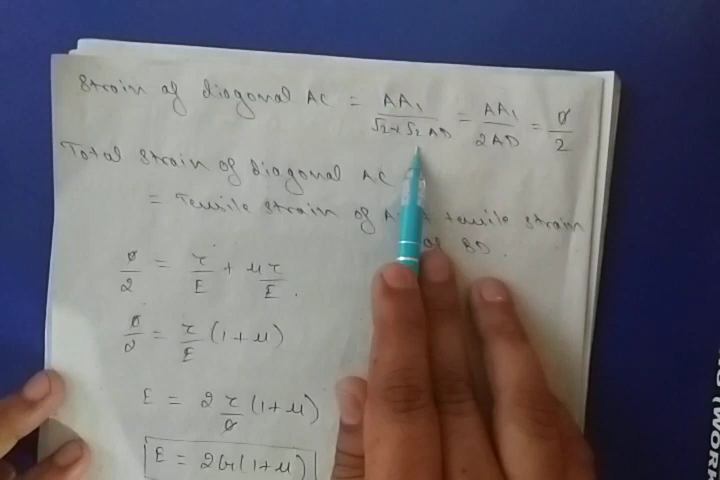 Strain of diagonal AC = AA₁ / √2 × √2 AD = AA₁ / 2AD = ϕ / 2
Total strain of diagonal AC
= Tensile strain of tensile strain
of BD.
ϕ/2 = τ/E + μτ/E.
ϕ/2 = τ/E (1+μ)
E = 2 τ/ϕ (1+μ)
E = 2G(1+μ)